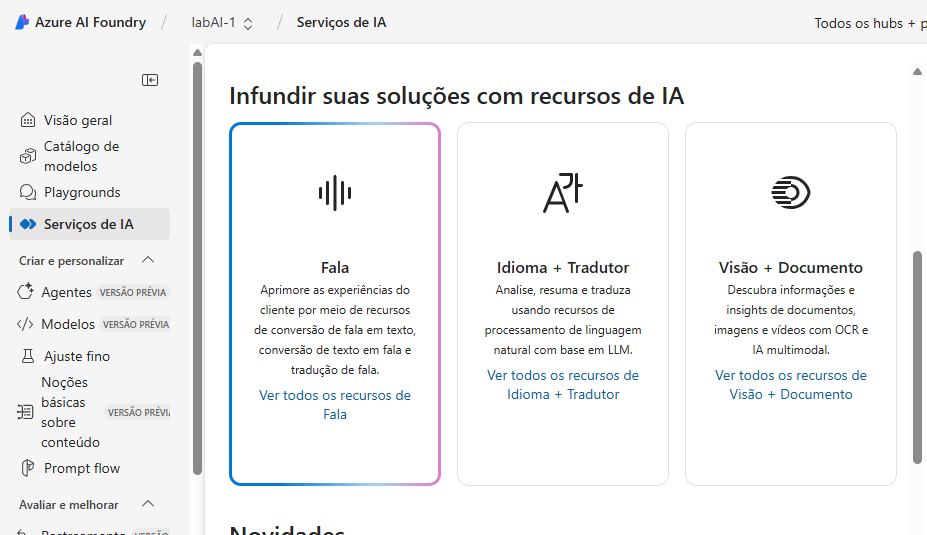 Azure AI Foundry / labAI-1 / Serviços de IA
Todos os hubs + p
Visão geral
Catálogo de
modelos
Playgrounds
Serviços de IA
Criar e personalizar
Agentes VERSÃO PRÉVIA
Modelos VERSÃO PRÉVIA
Ajuste fino
Noções
básicas
sobre
conteúdo
VERSÃO PRÉVIA
Prompt flow
Avaliar e melhorar
Rastreamento VERSÃO
Infundir suas soluções com recursos de IA
Fala
Aprimore as experiências do
cliente por meio de recursos
de conversão de fala em texto,
conversão de texto em fala e
tradução de fala.
Ver todos os recursos de
Fala
Idioma + Tradutor
Analise, resuma e traduza
usando recursos de
processamento de linguagem
natural com base em LLM.
Ver todos os recursos de
Idioma + Tradutor
Visão + Documento
Descubra informações e
insights de documentos,
imagens e vídeos com OCR e
IA multimodal.
Ver todos os recursos de
Visão + Documento
Novidades